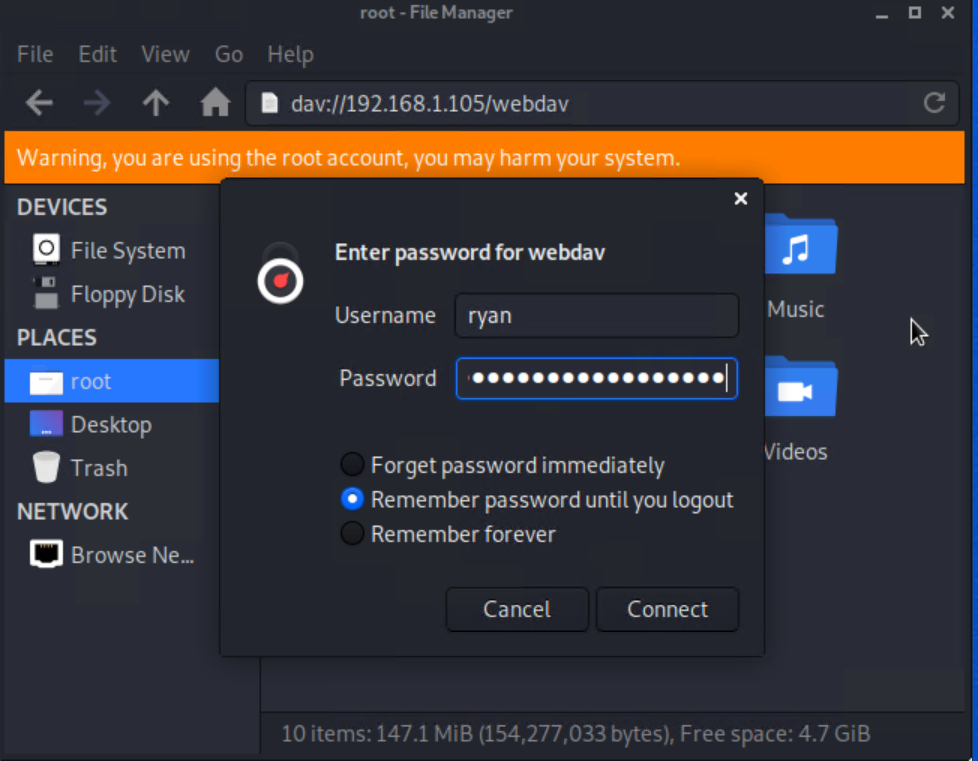 root - File Manager
File Edit View Go Help
dav://192.168.1.105/webdav
Warning, you are using the root account, you may harm your system.
DEVICES
File System
Floppy Disk
PLACES
root
Desktop
Trash
NETWORK
Browse Ne...
Enter password for webdav
Username ryan
Password ••••••••••••••••••
Forget password immediately
Remember password until you logout
Remember forever
Cancel Connect
Music
Videos
10 items: 147.1 MiB (154,277,033 bytes), Free space: 4.7 GiB